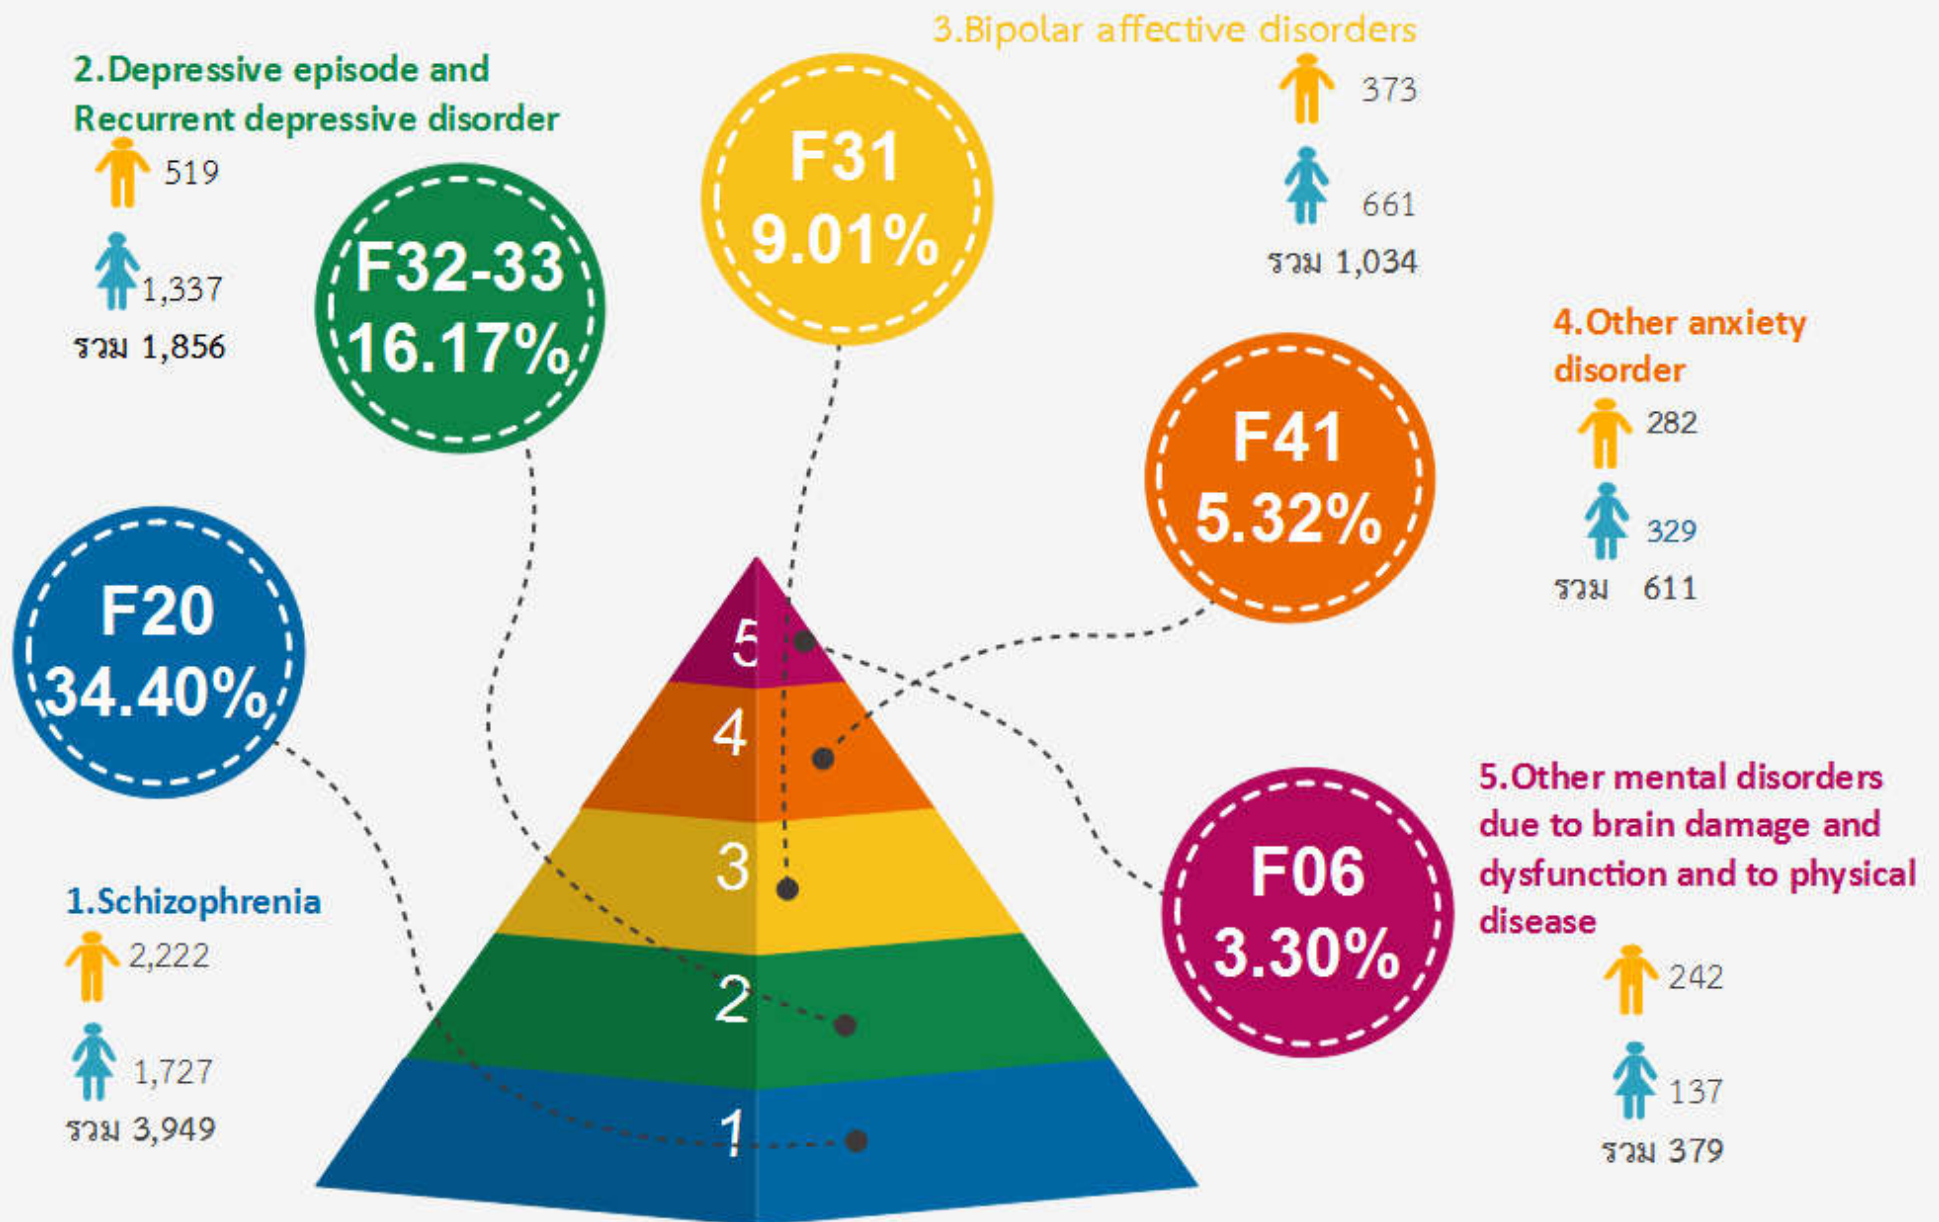 3.Bipolar affective disorders
373
661
รวม 1,034
F31
9.01%
2.Depressive episode and
Recurrent depressive disorder
519
1,337
รวม 1,856
F32-33
16.17%
4.Other anxiety
disorder
282
329
รวม 611
F41
5.32%
F20
34.40%
1.Schizophrenia
2,222
1,727
รวม 3,949
5
4
3
2
1
F06
3.30%
5.Other mental disorders
due to brain damage and
dysfunction and to physical
disease
242
137
รวม 379